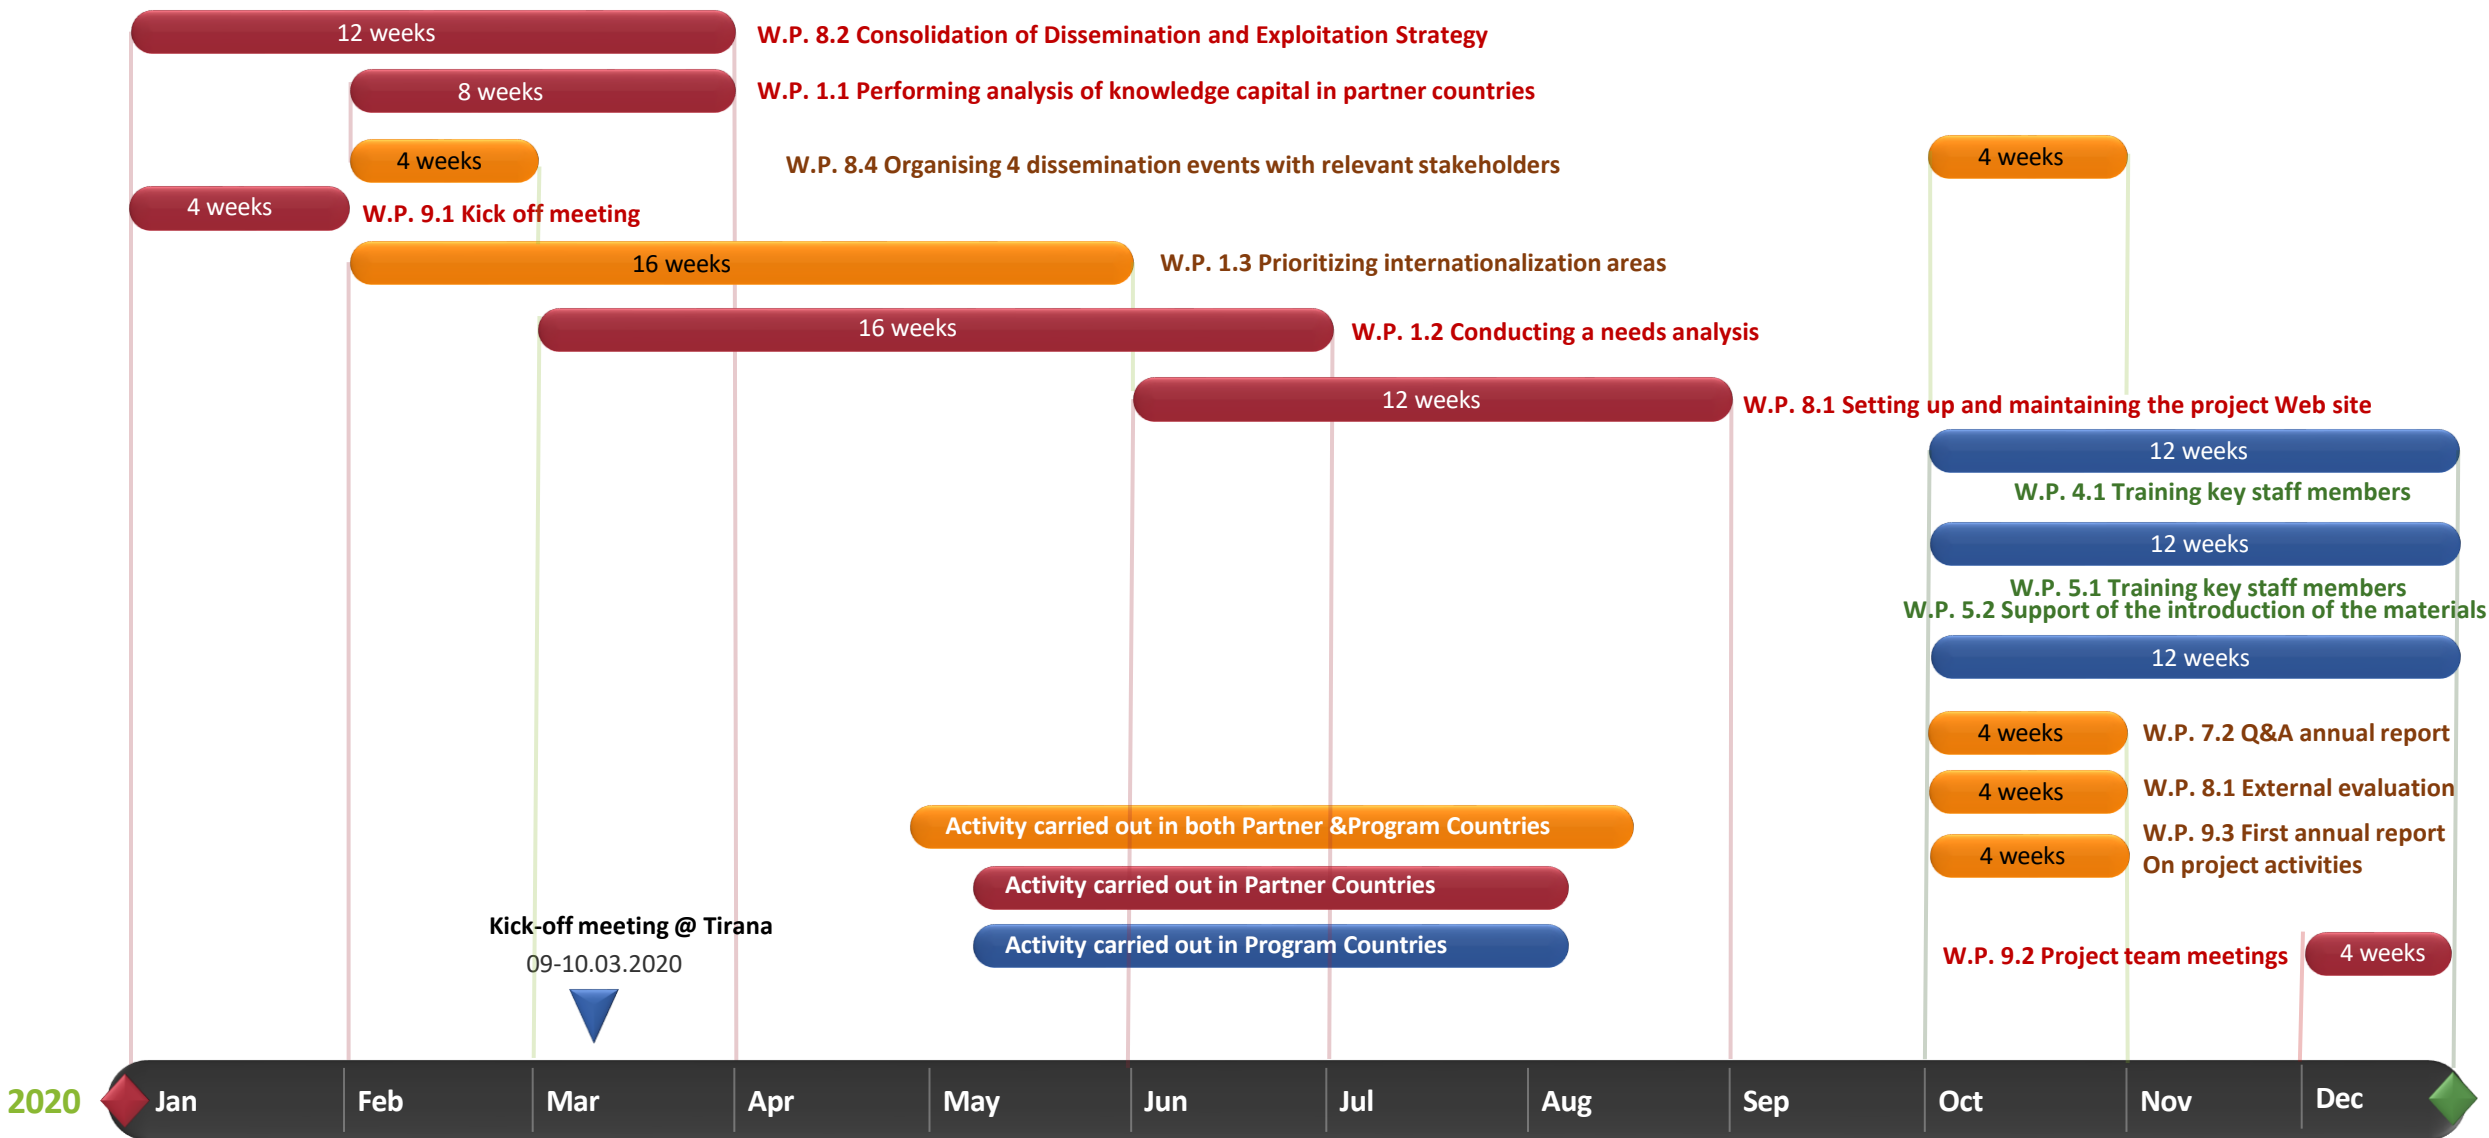 12 weeks
W.P. 8.2 Consolidation of Dissemination and Exploitation Strategy
8 weeks
W.P. 1.1 Performing analysis of knowledge capital in partner countries
4 weeks
W.P. 8.4 Organising 4 dissemination events with relevant stakeholders
4 weeks
4 weeks
W.P. 9.1 Kick off meeting
16 weeks
W.P. 1.3 Prioritizing internationalization areas
16 weeks
W.P. 1.2 Conducting a needs analysis
12 weeks
W.P. 8.1 Setting up and maintaining the project Web site
12 weeks
W.P. 4.1 Training key staff members
12 weeks
W.P. 5.1 Training key staff members
W.P. 5.2 Support of the introduction of the materials
12 weeks
4 weeks
W.P. 7.2 Q&A annual report
4 weeks
W.P. 8.1 External evaluation
4 weeks
W.P. 9.3 First annual report
On project activities
Activity carried out in both Partner &Program Countries
Activity carried out in Partner Countries
Activity carried out in Program Countries
Kick-off meeting @ Tirana
09-10.03.2020
W.P. 9.2 Project team meetings
4 weeks
2020
Jan
Feb
Mar
Apr
May
Jun
Jul
Aug
Sep
Oct
Nov
Dec